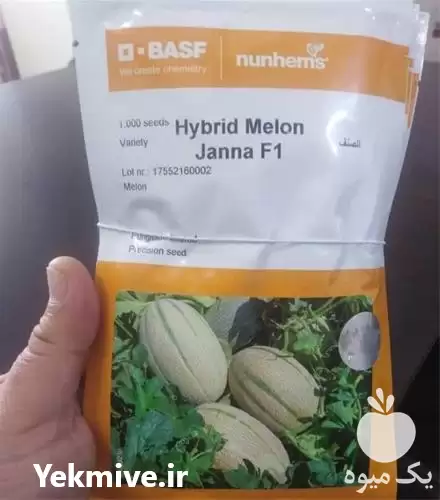 BASF
We create chemistry
nunhems
1.000 seeds
Hybrid Melon
Variety
Janna F1
الصنف
Lot nr.: 17552160002
Melon
Precision seed
یک میوه
Yekmive.ir